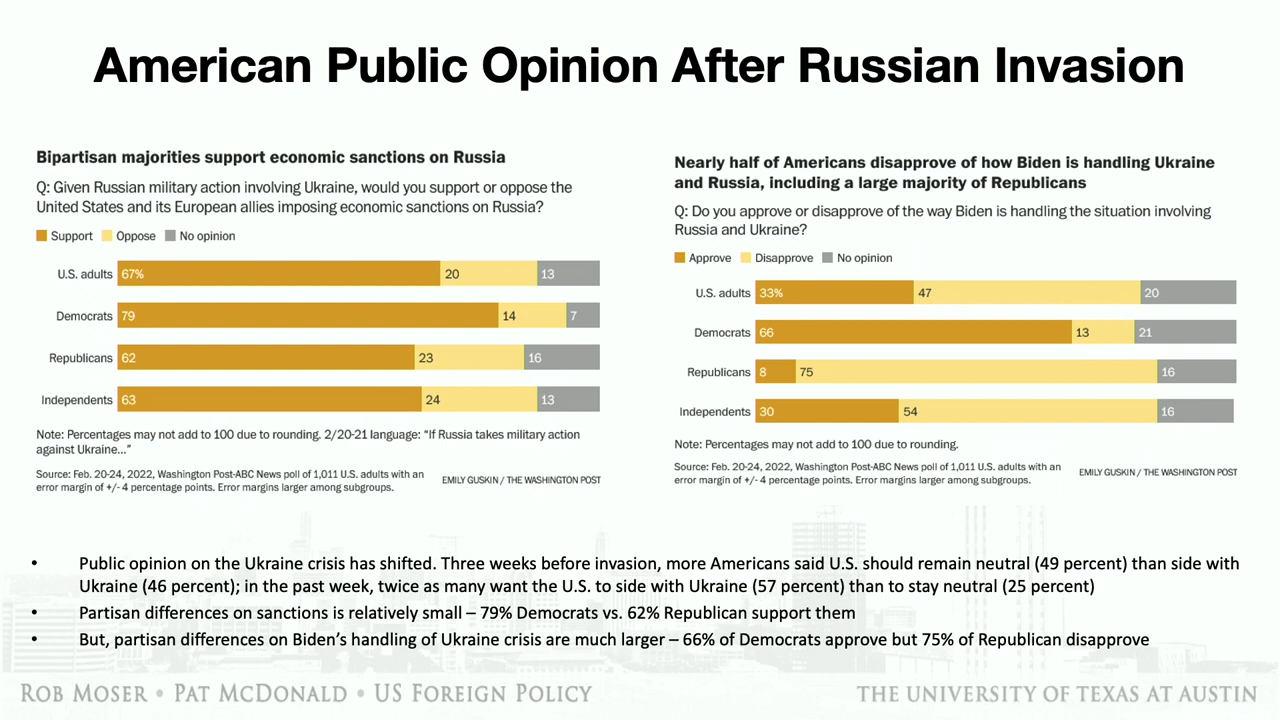 American Public Opinion After Russian Invasion
Bipartisan majorities support economic sanctions on Russia
Q: Given Russian military action involving Ukraine, would you support or oppose the
United States and its European allies imposing economic sanctions on Russia?
Support Oppose No opinion
U.S. adults 67% 20 13
Democrats 79 14 7
Republicans 62 23 16
Independents 63 24 13
Note: Percentages may not add to 100 due to rounding. 2/20-21 language: “If Russia takes military action
against Ukraine...”
Source: Feb. 20-24, 2022, Washington Post-ABC News poll of 1,011 U.S. adults with an
error margin of +/- 4 percentage points. Error margins larger among subgroups.
EMILY GUSKIN / THE WASHINGTON POST
Nearly half of Americans disapprove of how Biden is handling Ukraine
and Russia, including a large majority of Republicans
Q: Do you approve or disapprove of the way Biden is handling the situation involving
Russia and Ukraine?
Approve Disapprove No opinion
U.S. adults 33% 47 20
Democrats 66 13 21
Republicans 8 75 16
Independents 30 54 16
Note: Percentages may not add to 100 due to rounding.
Source: Feb. 20-24, 2022, Washington Post-ABC News poll of 1,011 U.S. adults with an
error margin of +/- 4 percentage points. Error margins larger among subgroups.
EMILY GUSKIN / THE WASHINGTON POST
• Public opinion on the Ukraine crisis has shifted. Three weeks before invasion, more Americans said U.S. should remain neutral (49 percent) than side with
Ukraine (46 percent); in the past week, twice as many want the U.S. to side with Ukraine (57 percent) than to stay neutral (25 percent)
• Partisan differences on sanctions is relatively small – 79% Democrats vs. 62% Republican support them
• But, partisan differences on Biden’s handling of Ukraine crisis are much larger – 66% of Democrats approve but 75% of Republican disapprove
ROB MOSER • PAT MCDONALD • US FOREIGN POLICY
THE UNIVERSITY OF TEXAS AT AUSTIN